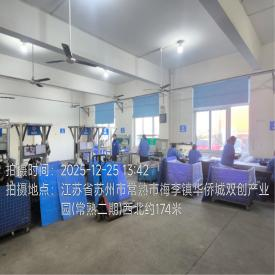 拍摄时间：2025-12-25 13:42
拍摄地点：江苏省苏州市常熟市梅李镇华侨城双创产业
园(常熟二期)西北约174米